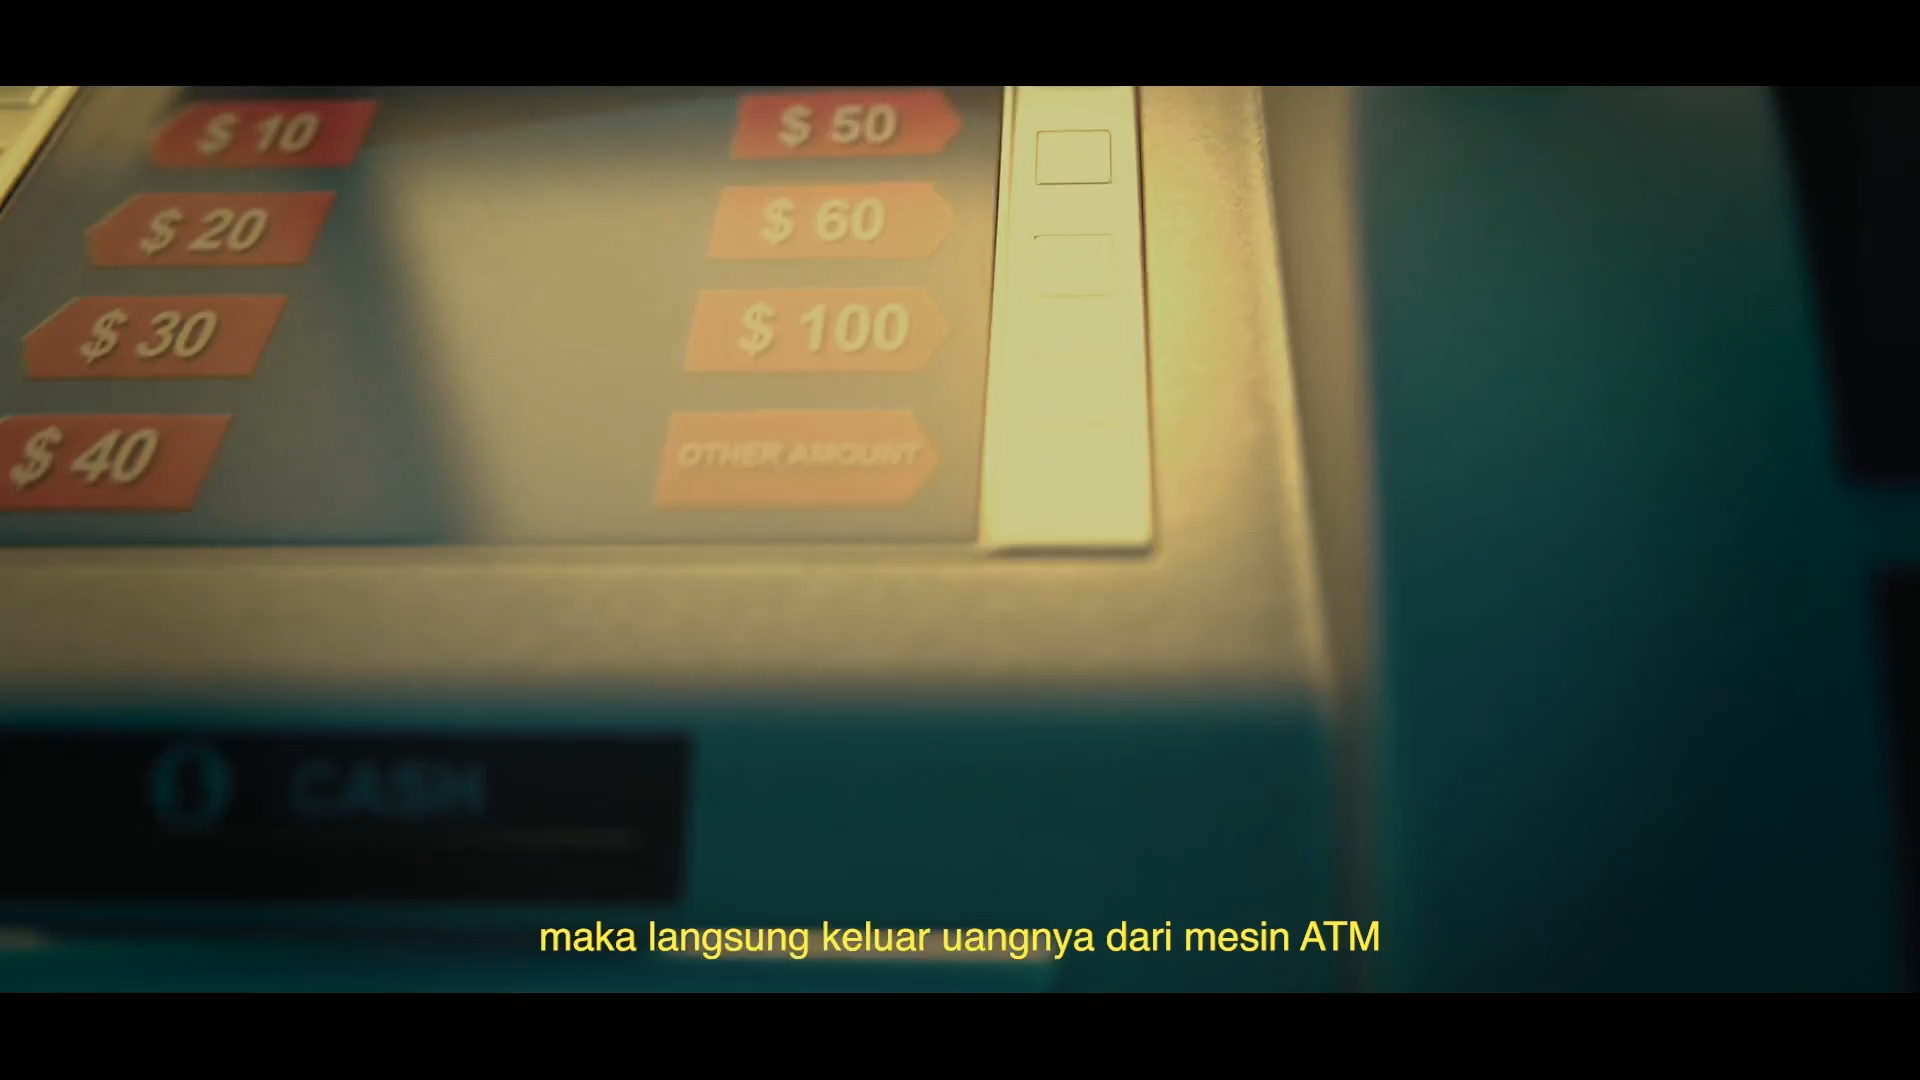 $ 10
$ 50
$ 20
$ 60
$ 30
$ 100
$ 40
OTHER AMOUNT
CASH
maka langsung keluar uangnya dari mesin ATM